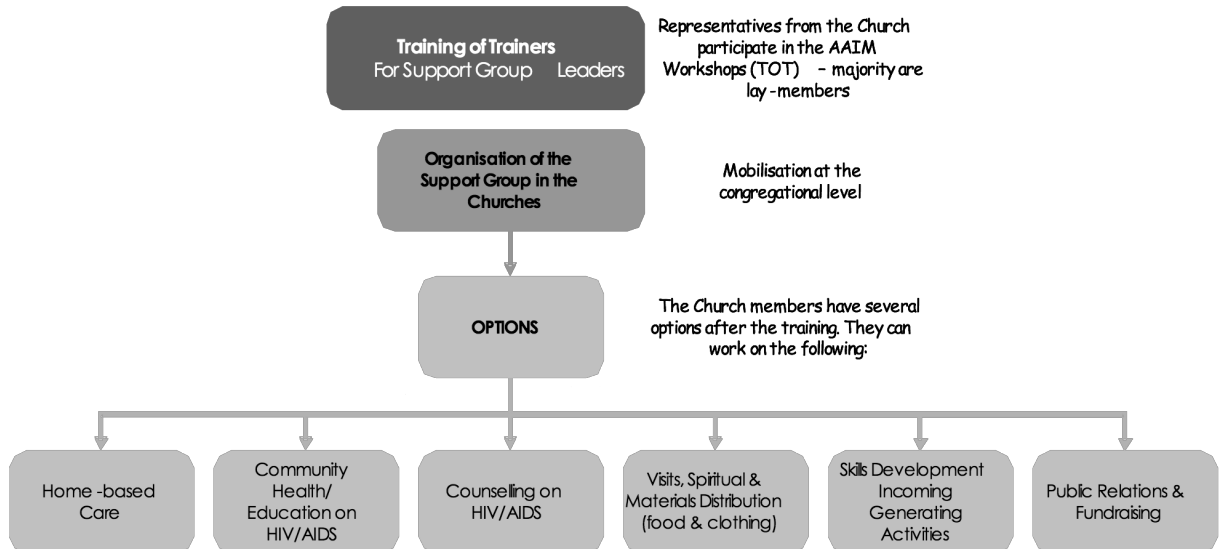 Training of Trainers
For Support Group Leaders
Representatives from the Church
participate in the AAIM
Workshops (TOT) – majority are
lay -members
Organisation of the
Support Group in the
Churches
Mobilisation at the
congregational level
OPTIONS
The Church members have several
options after the training. They can
work on the following:
Home -based
Care
Community
Health/
Education on
HIV/AIDS
Counselling on
HIV/AIDS
Visits, Spiritual &
Materials Distribution
(food & clothing)
Skills Development
Incoming
Generating
Activities
Public Relations &
Fundraising